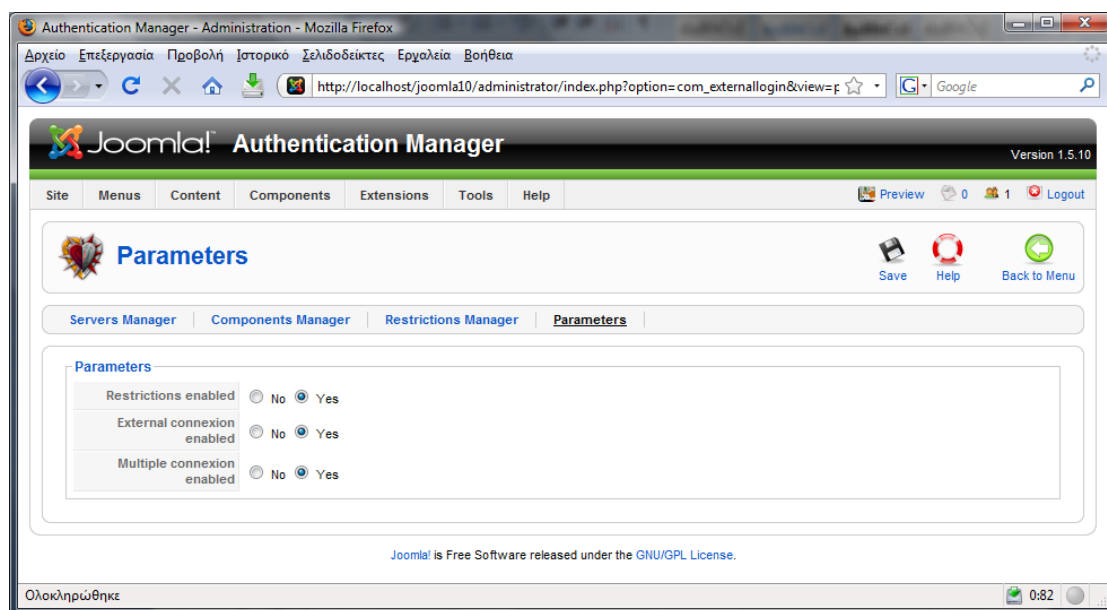 Authentication Manager - Administration - Mozilla Firefox
Αρχείο Επεξεργασία Προβολή Ιστορικό Σελιδοδείκτες Εργαλεία Βοήθεια
http://localhost/joomla10/administrator/index.php?option=com_externallogin&view=p G Google
Joomla! Authentication Manager
Version 1.5.10
Site Menus Content Components Extensions Tools Help Preview 0 1 Logout
Parameters
Save Help Back to Menu
Servers Manager Components Manager Restrictions Manager Parameters
Parameters
Restrictions enabled No Yes
External connexion
enabled No Yes
Multiple connexion
enabled No Yes
Joomla! is Free Software released under the GNU/GPL License.
Ολοκληρώθηκε 0:82